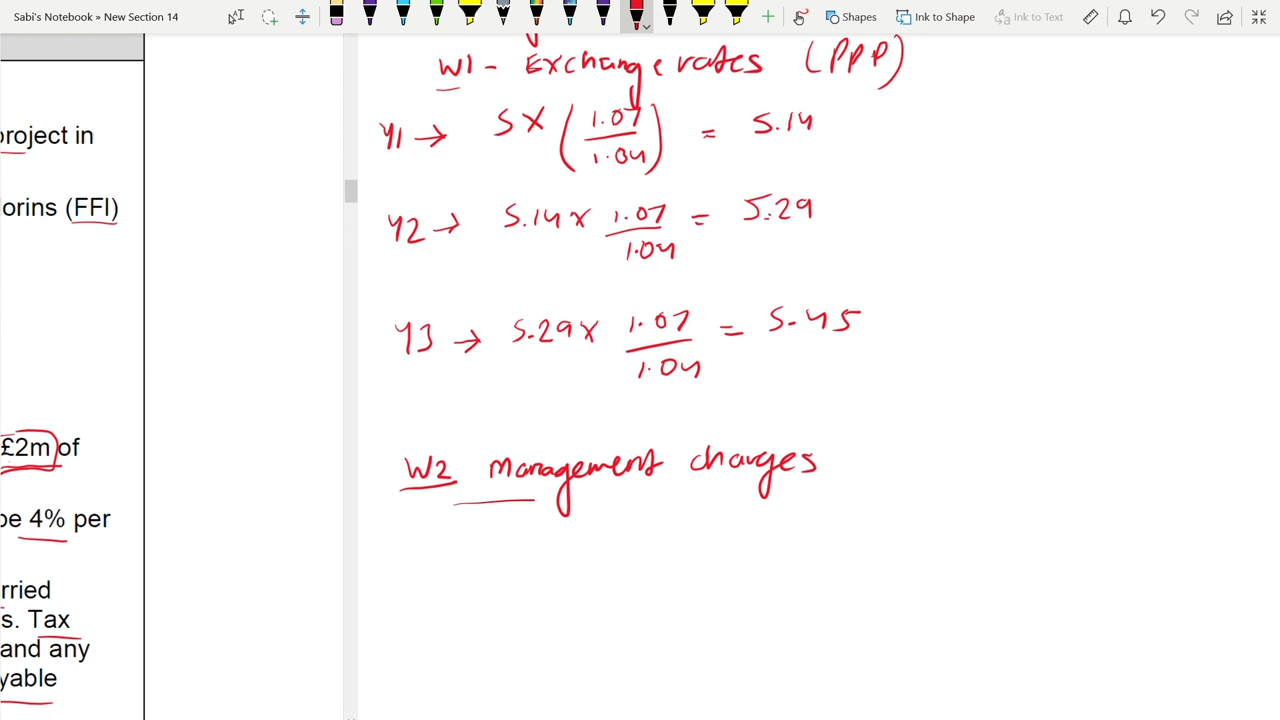 Sabi's Notebook » New Section 14
Shapes
Ink to Shape
Ink to Text
project in
lorins (FFI)
£2m of
be 4% per
rried
s. Tax
and any
yable
W1 - Exchange rates (PPP)
Y1 → 5 X (1.07 / 1.04) = 5.14
Y2 → 5.14 X 1.07 / 1.04 = 5.29
Y3 → 5.29 X 1.07 / 1.04 = 5.45
W2 management charges